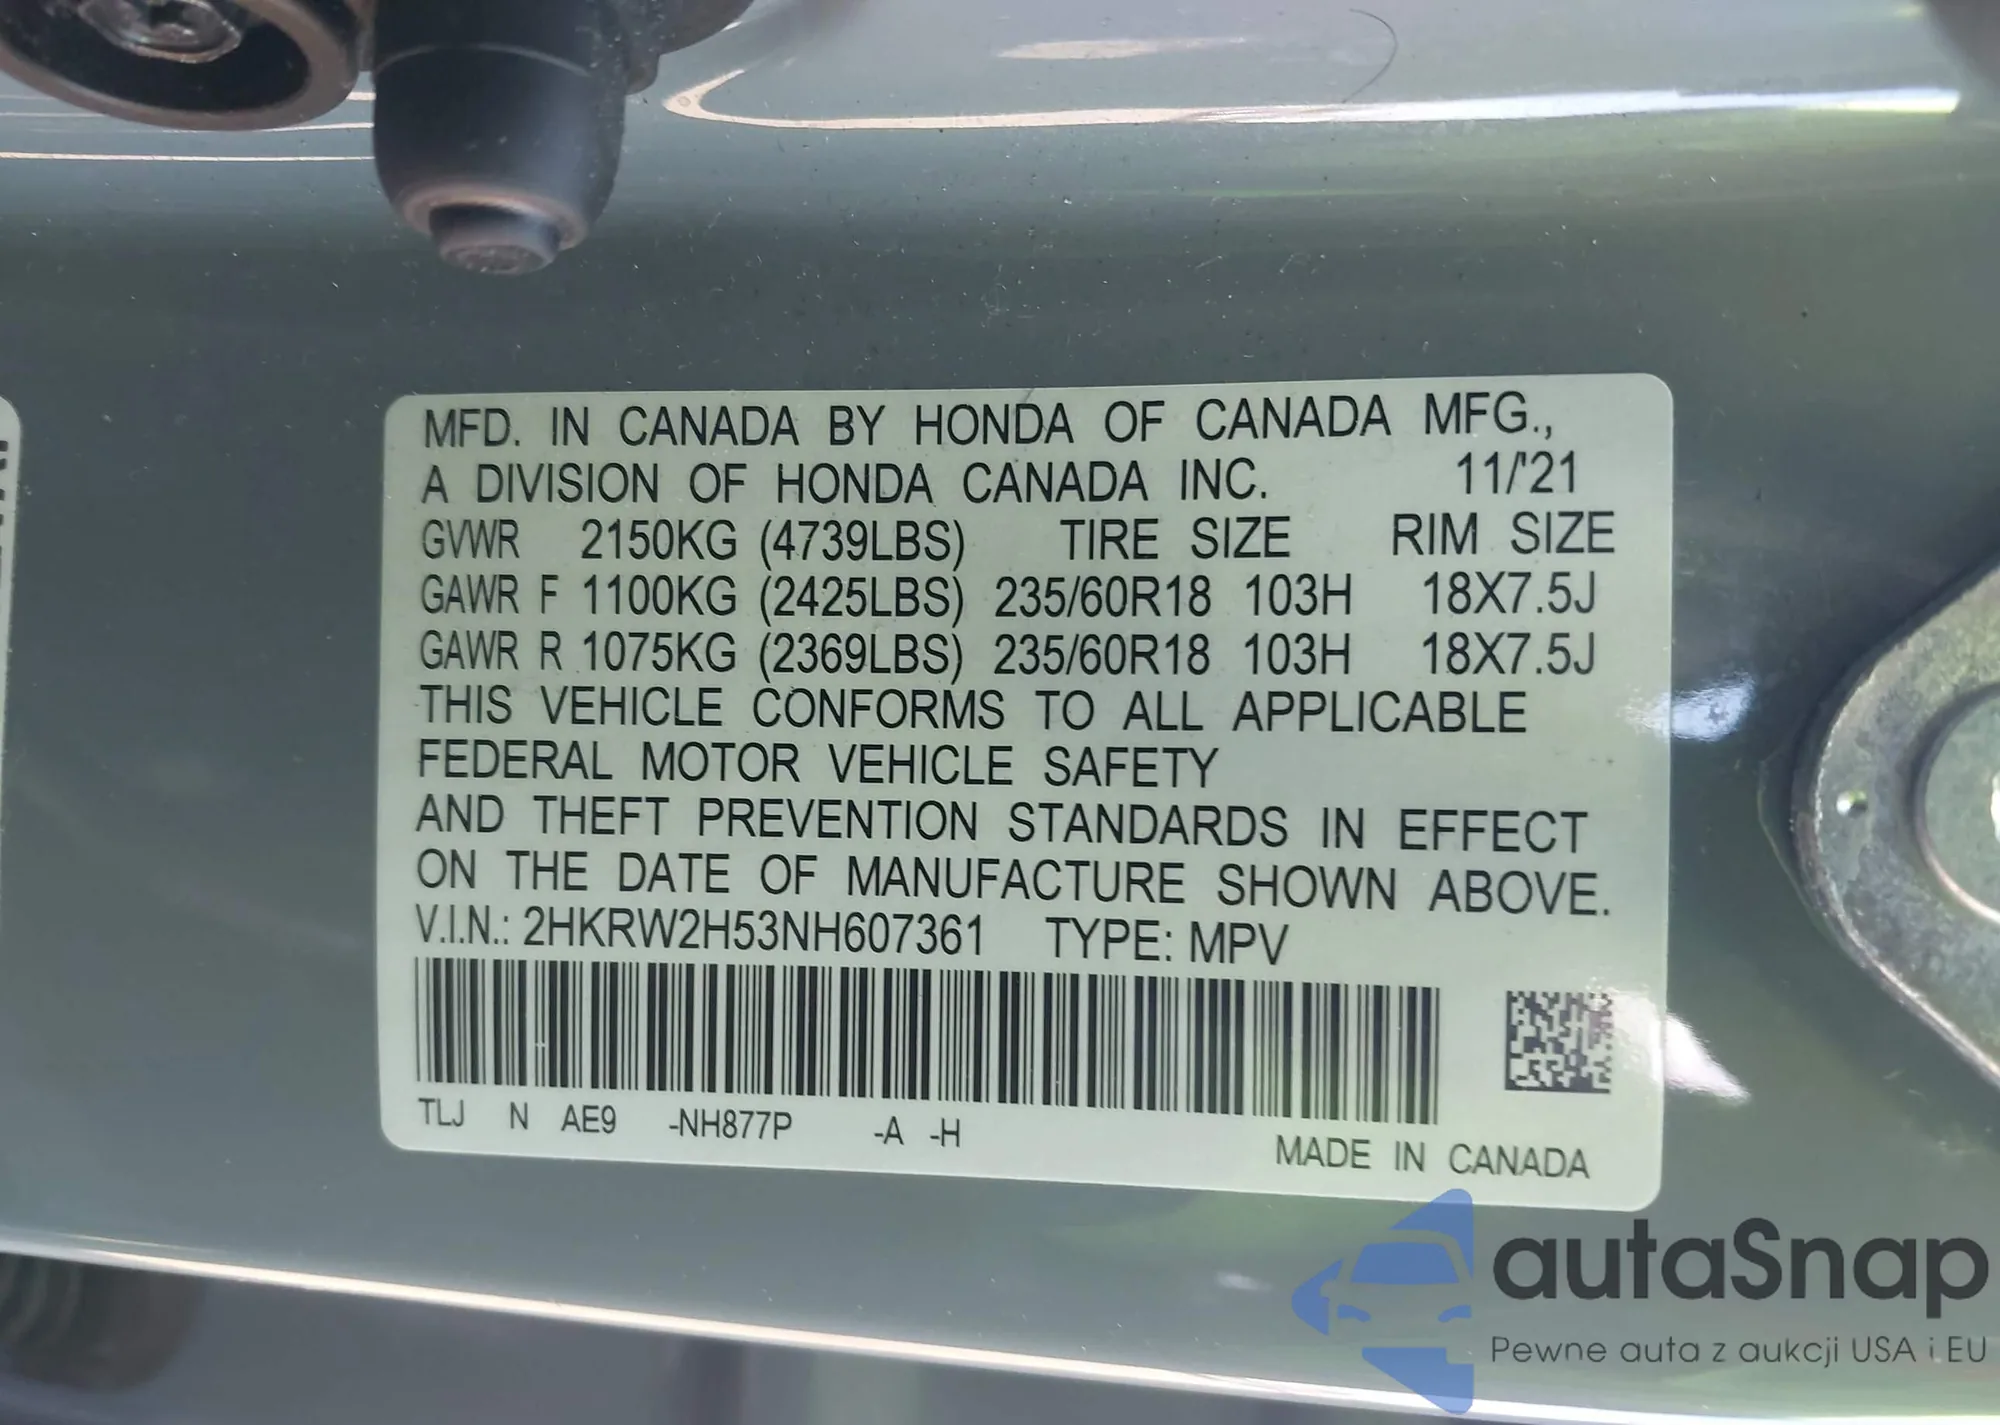 MFD. IN CANADA BY HONDA OF CANADA MFG.,
A DIVISION OF HONDA CANADA INC. 11/'21
GVWR 2150KG (4739LBS) TIRE SIZE RIM SIZE
GAWR F 1100KG (2425LBS) 235/60R18 103H 18X7.5J
GAWR R 1075KG (2369LBS) 235/60R18 103H 18X7.5J
THIS VEHICLE CONFORMS TO ALL APPLICABLE
FEDERAL MOTOR VEHICLE SAFETY
AND THEFT PREVENTION STANDARDS IN EFFECT
ON THE DATE OF MANUFACTURE SHOWN ABOVE.
V.I.N.: 2HKRW2H53NH607361 TYPE: MPV
TLJ N AE9 -NH877P -A -H
MADE IN CANADA
autaSnap
Pewne auta z aukcji USA i EU